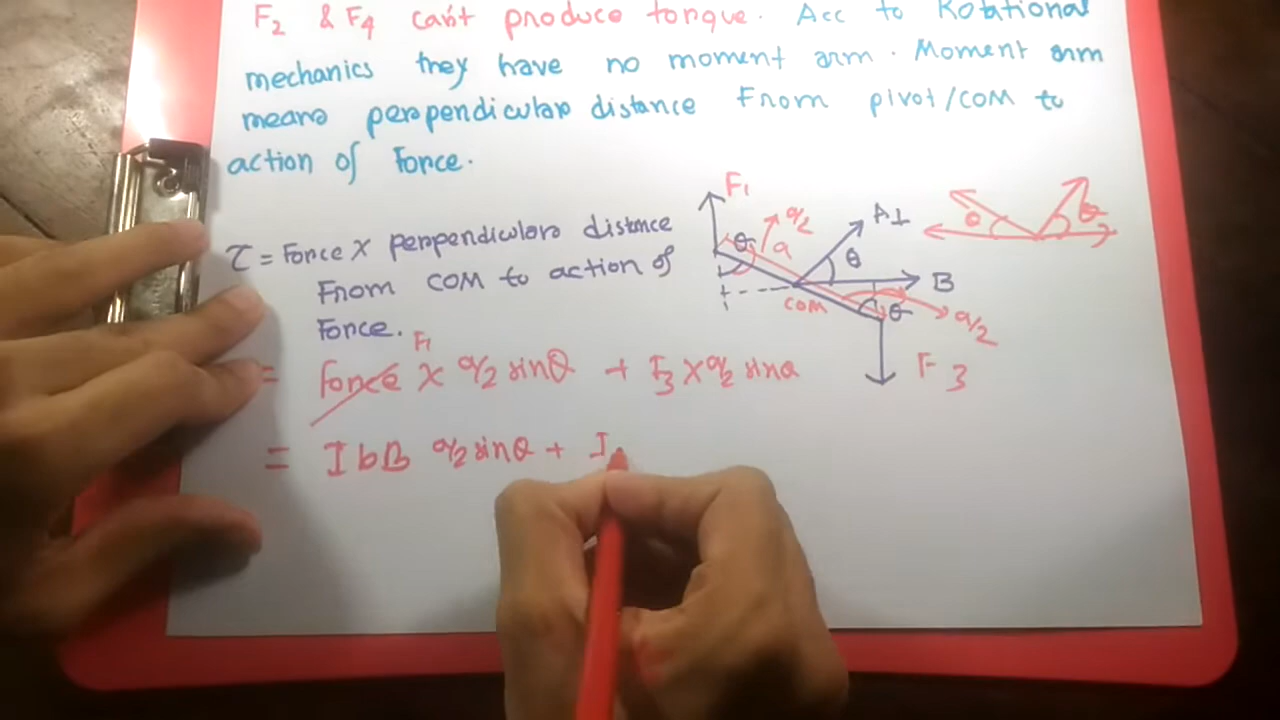 F2 & F4 can't produce torque. Acc to Rotational
mechanics they have no moment arm. Moment arm
means perpendicular distance From pivot/COM to
action of Force.
τ = Force X perpendicular distance
From COM to action of
Force.
= Force F1 X a/2 sinθ + F3 X a/2 sinθ
= I b B a/2 sinθ + I
F1
θ
a/2
a
A⊥
θ
B
COM
θ
a/2
F3
θ
θ